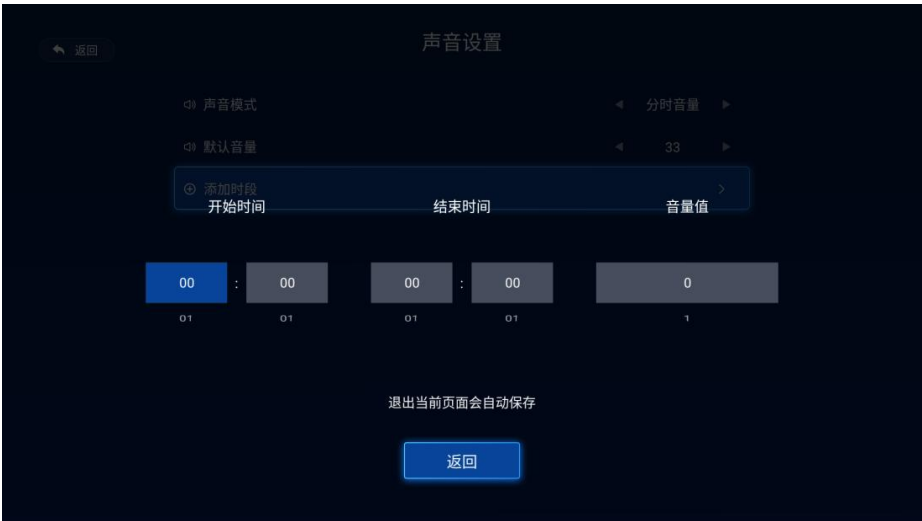 返回
声音设置
声音模式 分时音量
默认音量 33
添加时段
开始时间 结束时间 音量值
00 : 00 00 : 00 0
01 01 01 01 1
退出当前页面会自动保存
返回